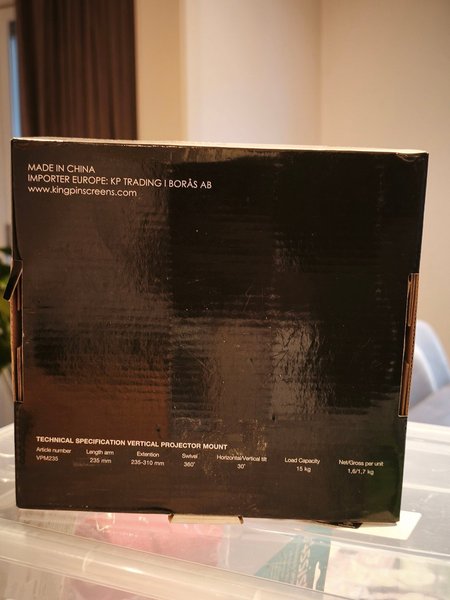 MADE IN CHINA
IMPORTER EUROPE: KP TRADING I BORÅS AB
www.kingpinscreens.com
TECHNICAL SPECIFICATION VERTICAL PROJECTOR MOUNT
Article number Length arm Extention Swivel Horizontal/Vertical tilt Load Capacity Net/Gross per unit
VPM235 235 mm 235-310 mm 360˚ 30˚ 15 kg 1,6/1,7 kg